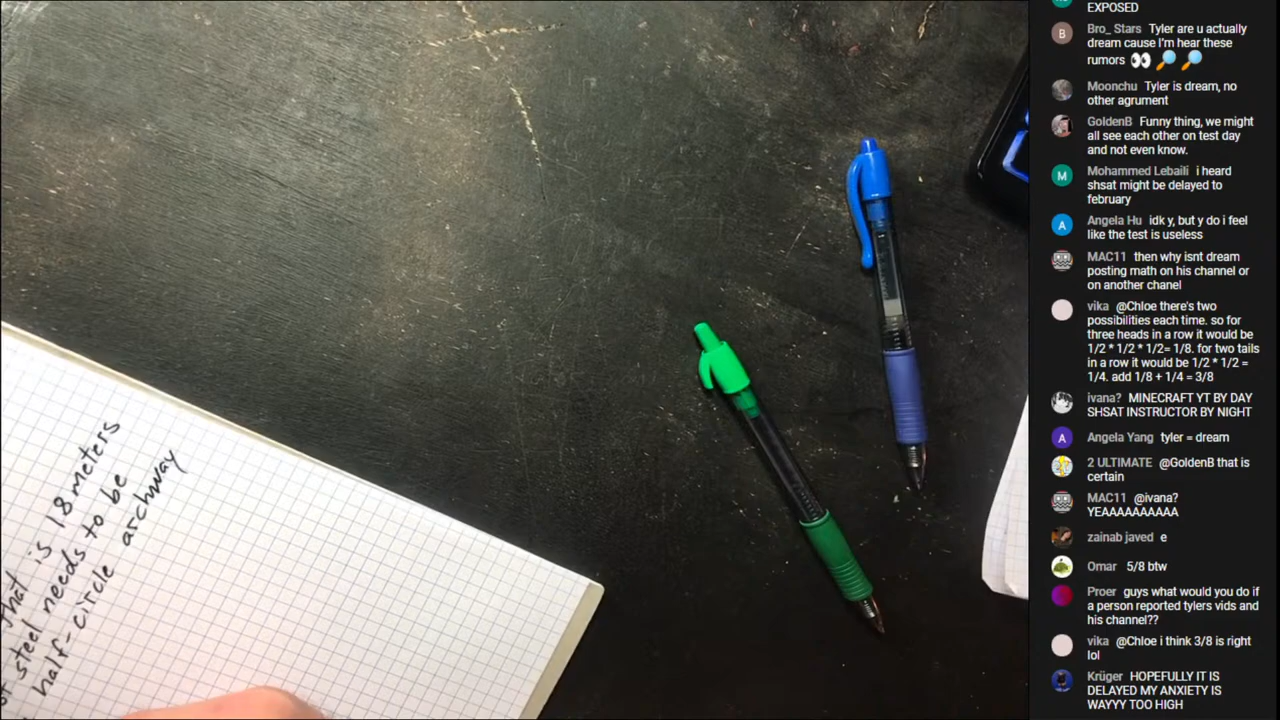 that is 18 meters
steel needs to be
half-circle archway
EXPOSED
Bro_ Stars Tyler are u actually
dream cause I'm hear these
rumors 👀 🔎 🔎
Moonchu Tyler is dream, no
other agrument
GoldenB Funny thing, we might
all see each other on test day
and not even know.
Mohammed Lebaili i heard
shsat might be delayed to
february
Angela Hu idk y, but y do i feel
like the test is useless
MAC11 then why isnt dream
posting math on his channel or
on another chanel
vika @Chloe there's two
possibilities each time. so for
three heads in a row it would be
1/2 * 1/2 * 1/2= 1/8. for two tails
in a row it would be 1/2 * 1/2 =
1/4. add 1/8 + 1/4 = 3/8
ivana? MINECRAFT YT BY DAY
SHSAT INSTRUCTOR BY NIGHT
Angela Yang tyler = dream
2 ULTIMATE @GoldenB that is
certain
MAC11 @ivana?
YEAAAAAAAAAA
zainab javed e
Omar 5/8 btw
Proer guys what would you do if
a person reported tylers vids and
his channel??
vika @Chloe i think 3/8 is right
lol
Krüger HOPEFULLY IT IS
DELAYED MY ANXIETY IS
WAYYY TOO HIGH